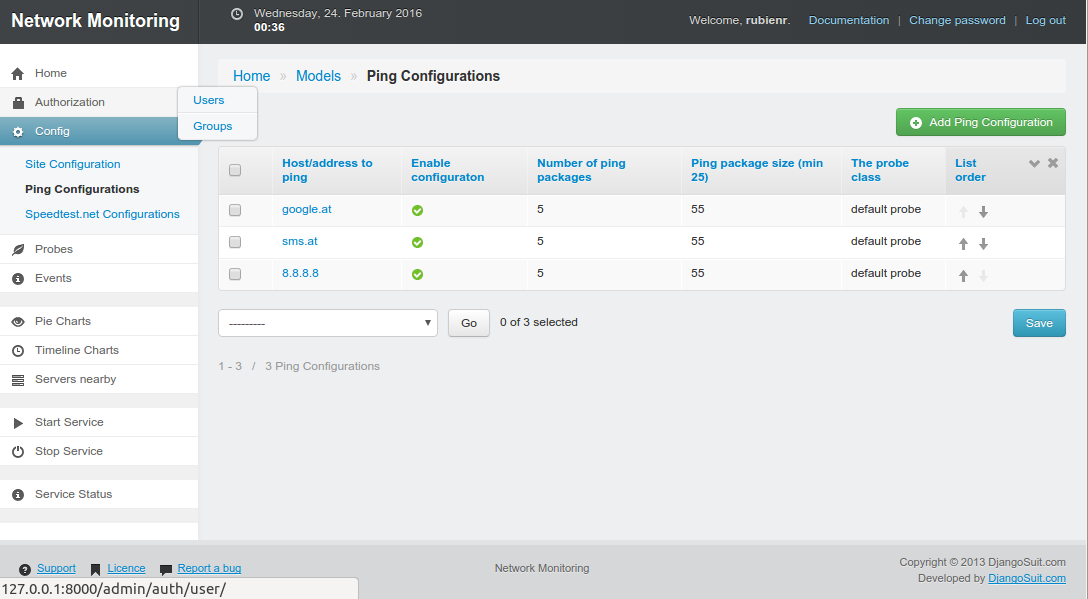 Network Monitoring
Wednesday, 24. February 2016
00:36
Welcome, rubienr. Documentation | Change password | Log out
Home
Authorization
Config
Site Configuration
Ping Configurations
Speedtest.net Configurations
Probes
Events
Pie Charts
Timeline Charts
Servers nearby
Start Service
Stop Service
Service Status
Users
Groups
Home » Models » Ping Configurations
Add Ping Configuration
Host/address to ping
Enable configuraton
Number of ping packages
Ping package size (min 25)
The probe class
List order
google.at 5 55 default probe
sms.at 5 55 default probe
8.8.8.8 5 55 default probe
--------- Go 0 of 3 selected Save
1 - 3 / 3 Ping Configurations
Support Licence Report a bug
Network Monitoring
Copyright © 2013 DjangoSuit.com
Developed by DjangoSuit.com
127.0.0.1:8000/admin/auth/user/